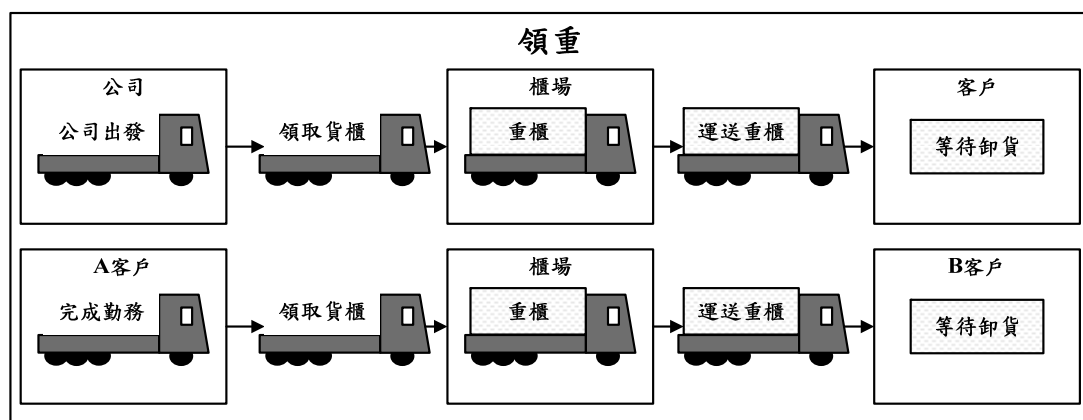 領重
公司
櫃場
客戶
公司出發
領取貨櫃
重櫃
運送重櫃
等待卸貨
A客戶
櫃場
B客戶
完成勤務
領取貨櫃
重櫃
運送重櫃
等待卸貨